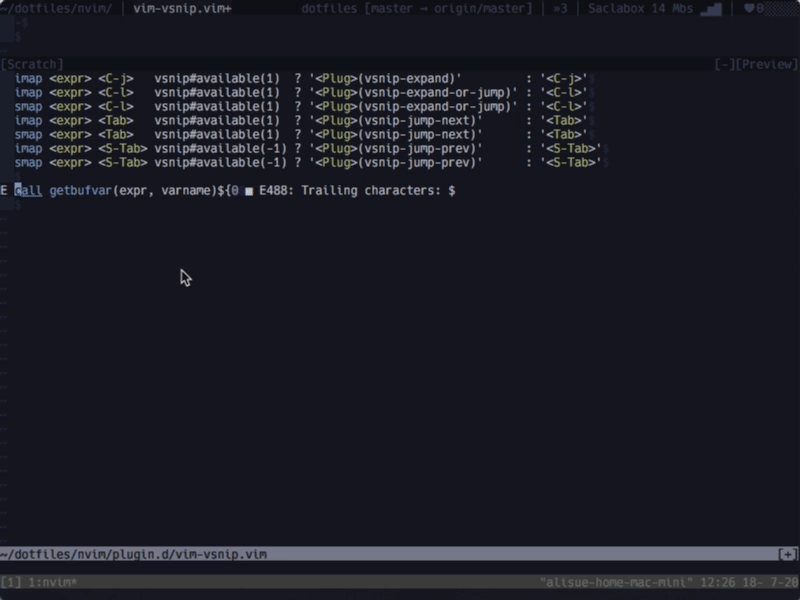 ~/dotfiles/nvim/ | vim-vsnip.vim+ dotfiles [master → origin/master] | »3 | Saclabox 14 Mbs | ♥0
-$
$
[Scratch] [-][Preview]
imap <expr> <C-j> vsnip#available(1) ? '<Plug>(vsnip-expand)' : '<C-j>'$
imap <expr> <C-l> vsnip#available(1) ? '<Plug>(vsnip-expand-or-jump)' : '<C-l>'$
smap <expr> <C-l> vsnip#available(1) ? '<Plug>(vsnip-expand-or-jump)' : '<C-l>'$
imap <expr> <Tab> vsnip#available(1) ? '<Plug>(vsnip-jump-next)' : '<Tab>'$
smap <expr> <Tab> vsnip#available(1) ? '<Plug>(vsnip-jump-next)' : '<Tab>'$
imap <expr> <S-Tab> vsnip#available(-1) ? '<Plug>(vsnip-jump-prev)' : '<S-Tab>'$
smap <expr> <S-Tab> vsnip#available(-1) ? '<Plug>(vsnip-jump-prev)' : '<S-Tab>'$
$
E call getbufvar(expr, varname)${0 ■ E488: Trailing characters: $
$
~/dotfiles/nvim/plugin.d/vim-vsnip.vim [+]
[1] 1:nvim* "alisue-home-mac-mini" 12:26 18- 7-20